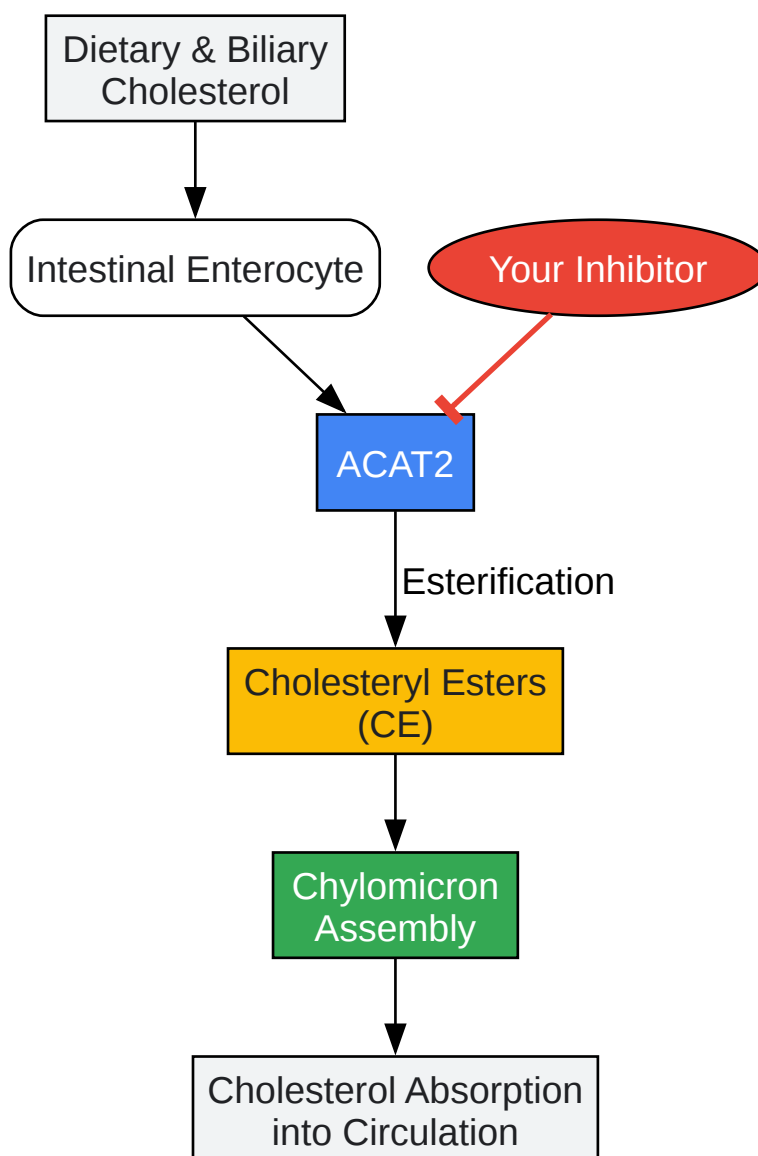 Dietary & Biliary
Cholesterol
Intestinal Enterocyte
Your Inhibitor
ACAT2
Esterification
Cholesteryl Esters
(CE)
Chylomicron
Assembly
Cholesterol Absorption
into Circulation